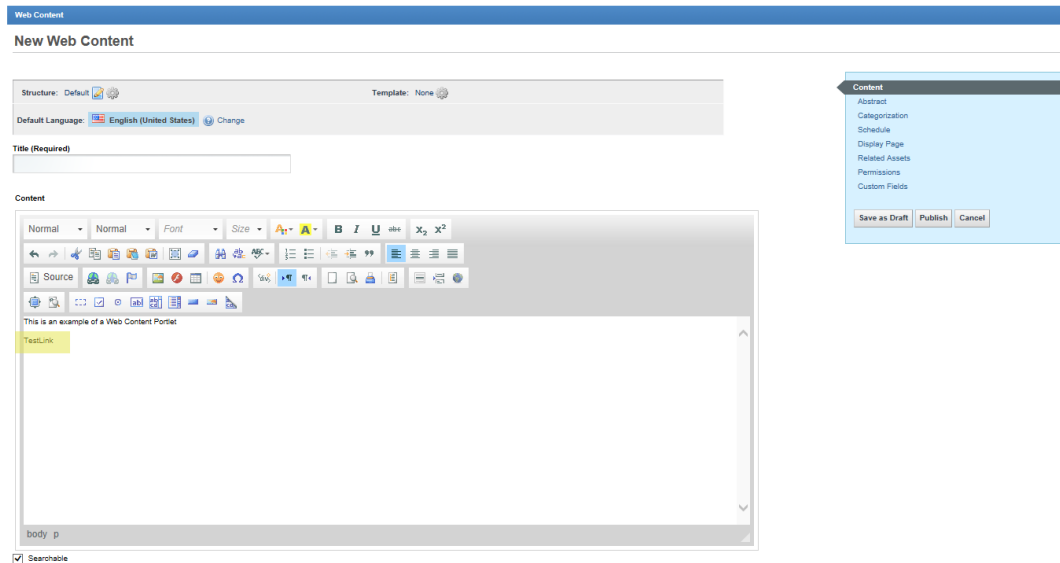 Web Content
New Web Content
Structure: Default
Template: None
Default Language: English (United States) Change
Title (Required)
Content
Normal Normal Font Size A A B I U abc X₂ X²
Source
body p
This is an example of a Web Content Portlet
TestLink
Searchable
Content
Abstract
Categorization
Schedule
Display Page
Related Assets
Permissions
Custom Fields
Save as Draft Publish Cancel